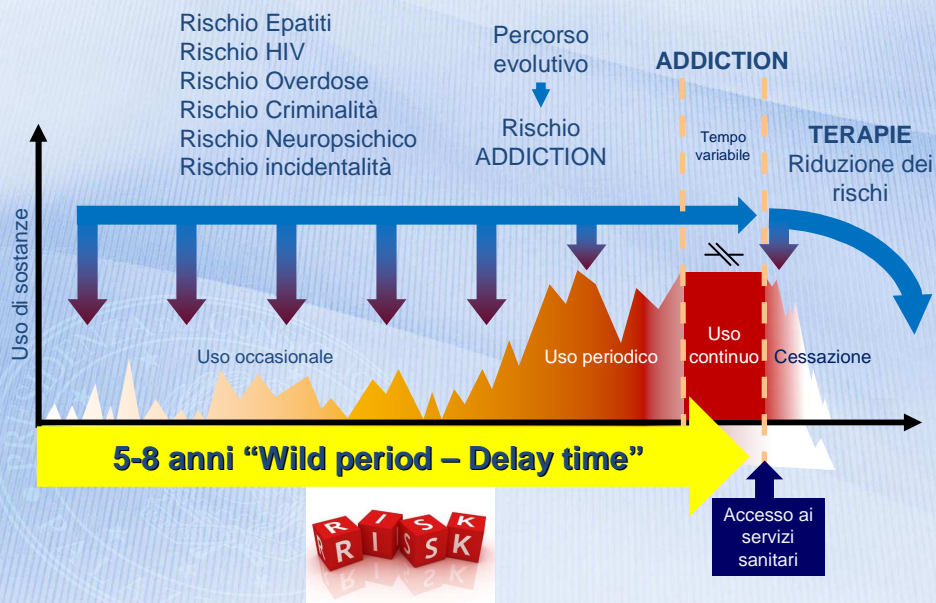 Rischio Epatiti
Rischio HIV
Rischio Overdose
Rischio Criminalità
Rischio Neuropsichico
Rischio incidentalità
Percorso
evolutivo
Rischio
ADDICTION
ADDICTION
Tempo
variabile
TERAPIE
Riduzione dei
rischi
Uso di sostanze
Uso occasionale
Uso periodico
Uso
continuo
Cessazione
5-8 anni “Wild period – Delay time”
R I S K
R I S S K
Accesso ai
servizi
sanitari